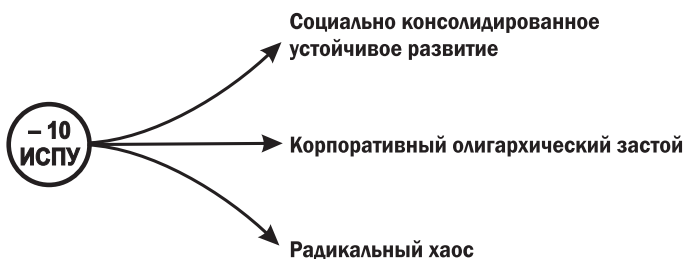 Социально консолидированное
устойчивое развитие
– 10
ИСПУ
Корпоративный олигархический застой
Радикальный хаос